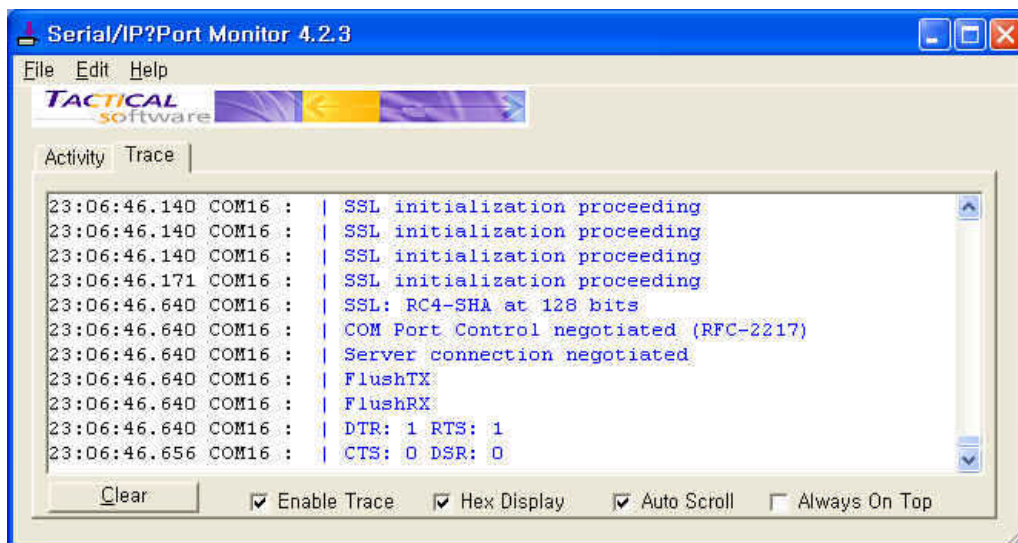 Serial/IP?Port Monitor 4.2.3
File Edit Help
TACTICAL
software
Activity Trace
23:06:46.140 COM16 : | SSL initialization proceeding
23:06:46.140 COM16 : | SSL initialization proceeding
23:06:46.140 COM16 : | SSL initialization proceeding
23:06:46.171 COM16 : | SSL initialization proceeding
23:06:46.640 COM16 : | SSL: RC4-SHA at 128 bits
23:06:46.640 COM16 : | COM Port Control negotiated (RFC-2217)
23:06:46.640 COM16 : | Server connection negotiated
23:06:46.640 COM16 : | FlushTX
23:06:46.640 COM16 : | FlushRX
23:06:46.640 COM16 : | DTR: 1 RTS: 1
23:06:46.656 COM16 : | CTS: 0 DSR: 0
Clear Enable Trace Hex Display Auto Scroll Always On Top